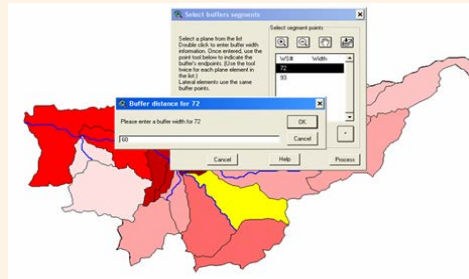 Select buffers segments
Select a plane from the list
Double click to enter buffer width
information. Once entered, use the
point tool below to indicate the
buffer's endpoints. (Use the tool
twice for each plane element in
the list.)
Lateral elements use the same
buffer points.
Select segment points
WS# Width
72
93
Buffer distance for 72
Please enter a buffer width for 72
OK
60
Cancel
Cancel Help Process